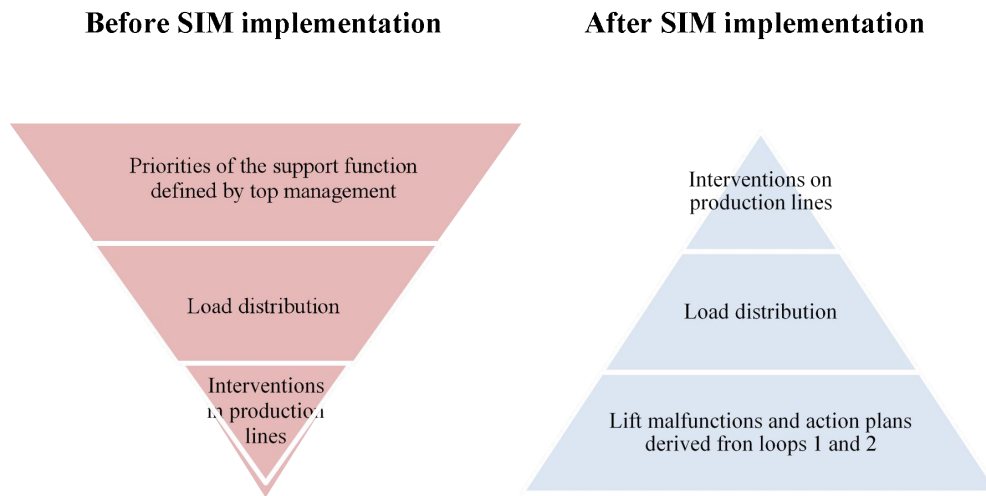 Before SIM implementation
After SIM implementation
Priorities of the support function
defined by top management
Load distribution
Interventions
in production
lines
Interventions on
production lines
Load distribution
Lift malfunctions and action plans
derived fron loops 1 and 2